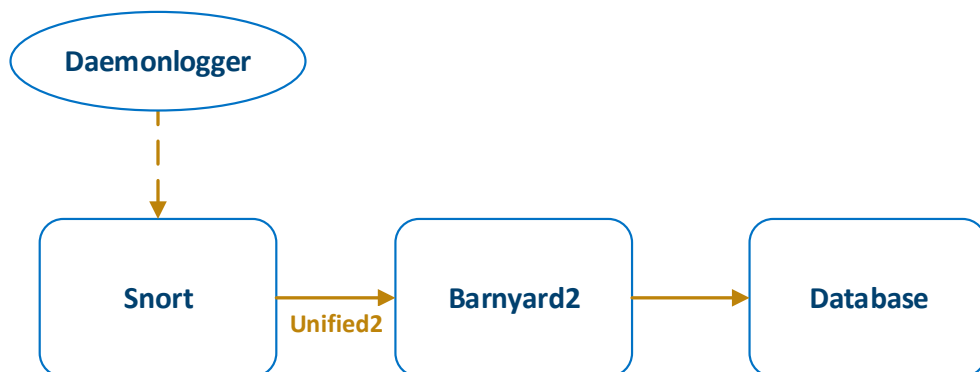 Daemonlogger
Snort
Unified2
Barnyard2
Database